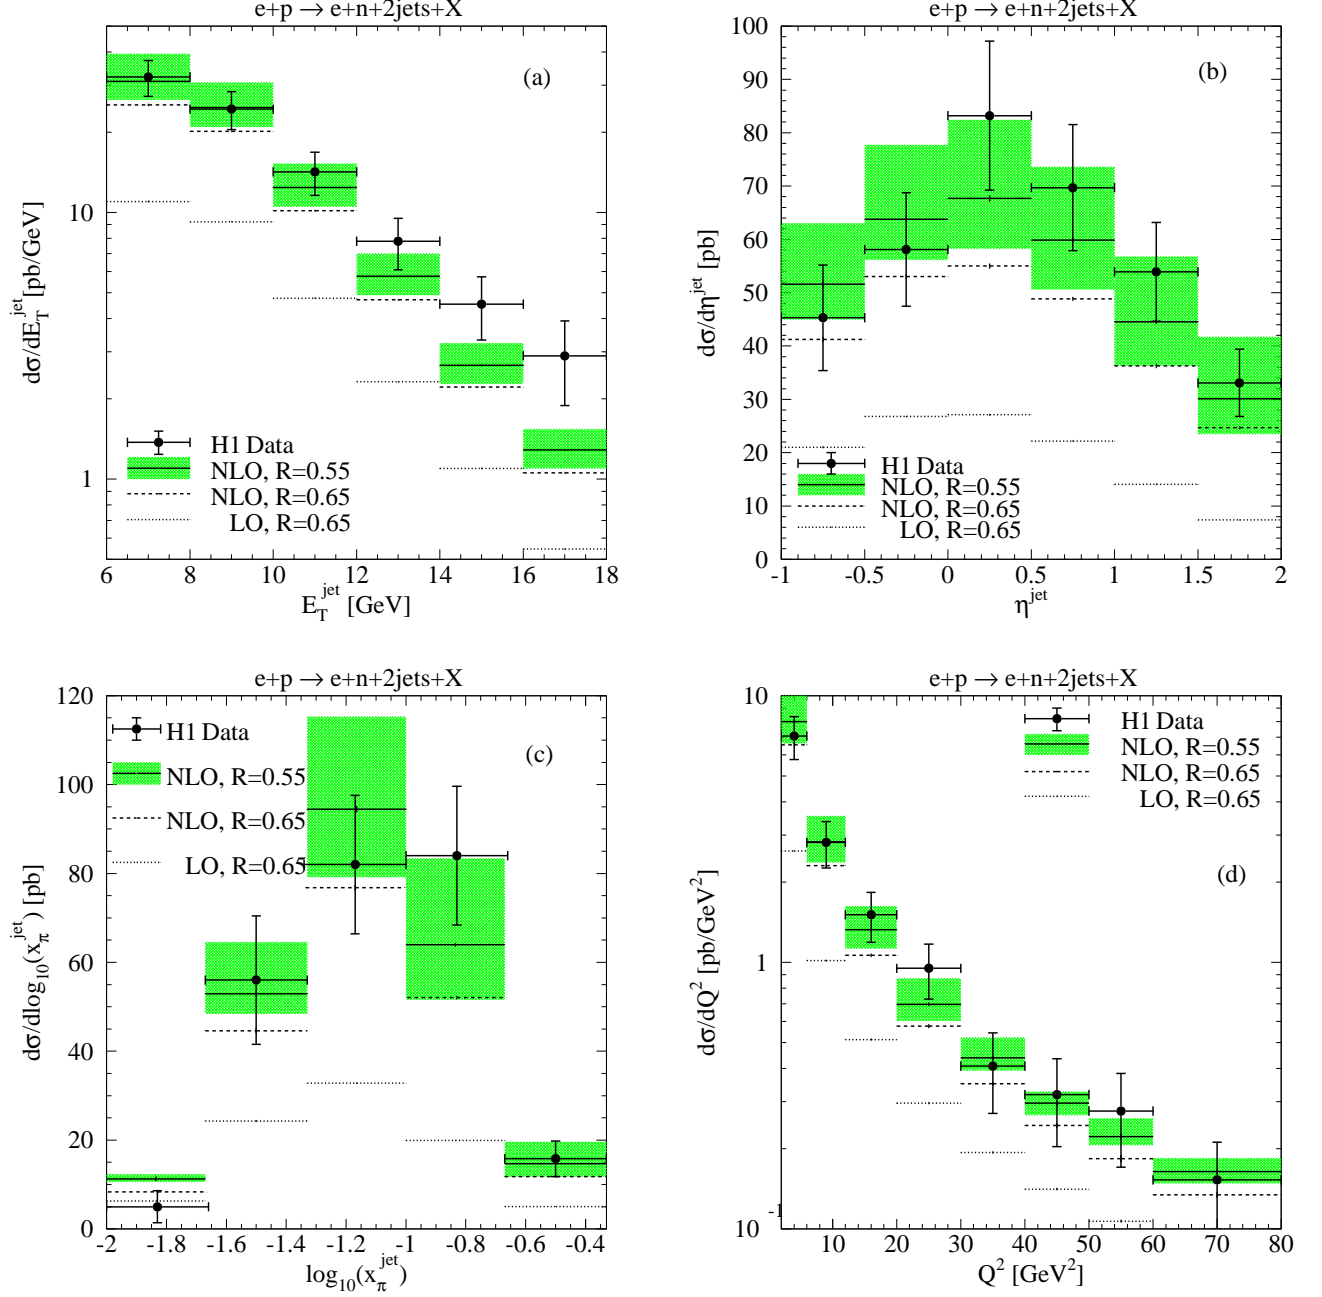 e+p → e+n+2jets+X
(a)
dσ/dE_T^jet [pb/GeV]
10
1
H1 Data
NLO, R=0.55
NLO, R=0.65
LO, R=0.65
6 8 10 12 14 16 18
E_T^jet [GeV]
e+p → e+n+2jets+X
(b)
dσ/dη^jet [pb]
100
90
80
70
60
50
40
30
20
10
0
H1 Data
NLO, R=0.55
NLO, R=0.65
LO, R=0.65
-1 -0.5 0 0.5 1 1.5 2
η^jet
e+p → e+n+2jets+X
(c)
dσ/dlog_10(x_π^jet) [pb]
120
100
80
60
40
20
0
H1 Data
NLO, R=0.55
NLO, R=0.65
LO, R=0.65
-2 -1.8 -1.6 -1.4 -1.2 -1 -0.8 -0.6 -0.4
log_10(x_π^jet)
e+p → e+n+2jets+X
(d)
dσ/dQ^2 [pb/GeV^2]
10
1
10^-1
H1 Data
NLO, R=0.55
NLO, R=0.65
LO, R=0.65
10 20 30 40 50 60 70 80
Q^2 [GeV^2]